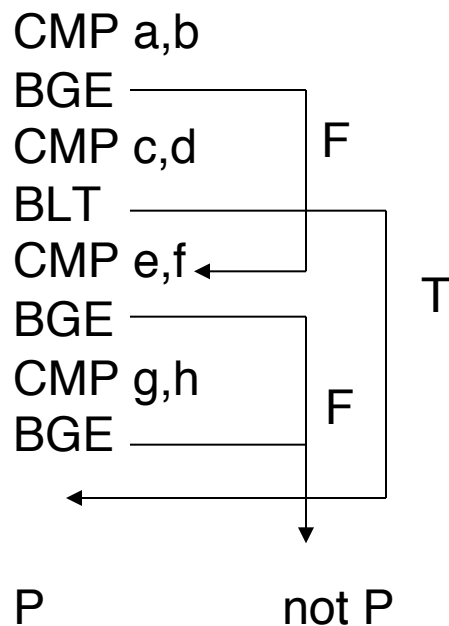 CMP a,b
BGE
F
CMP c,d
BLT
CMP e,f
T
BGE
CMP g,h
F
BGE
P not P